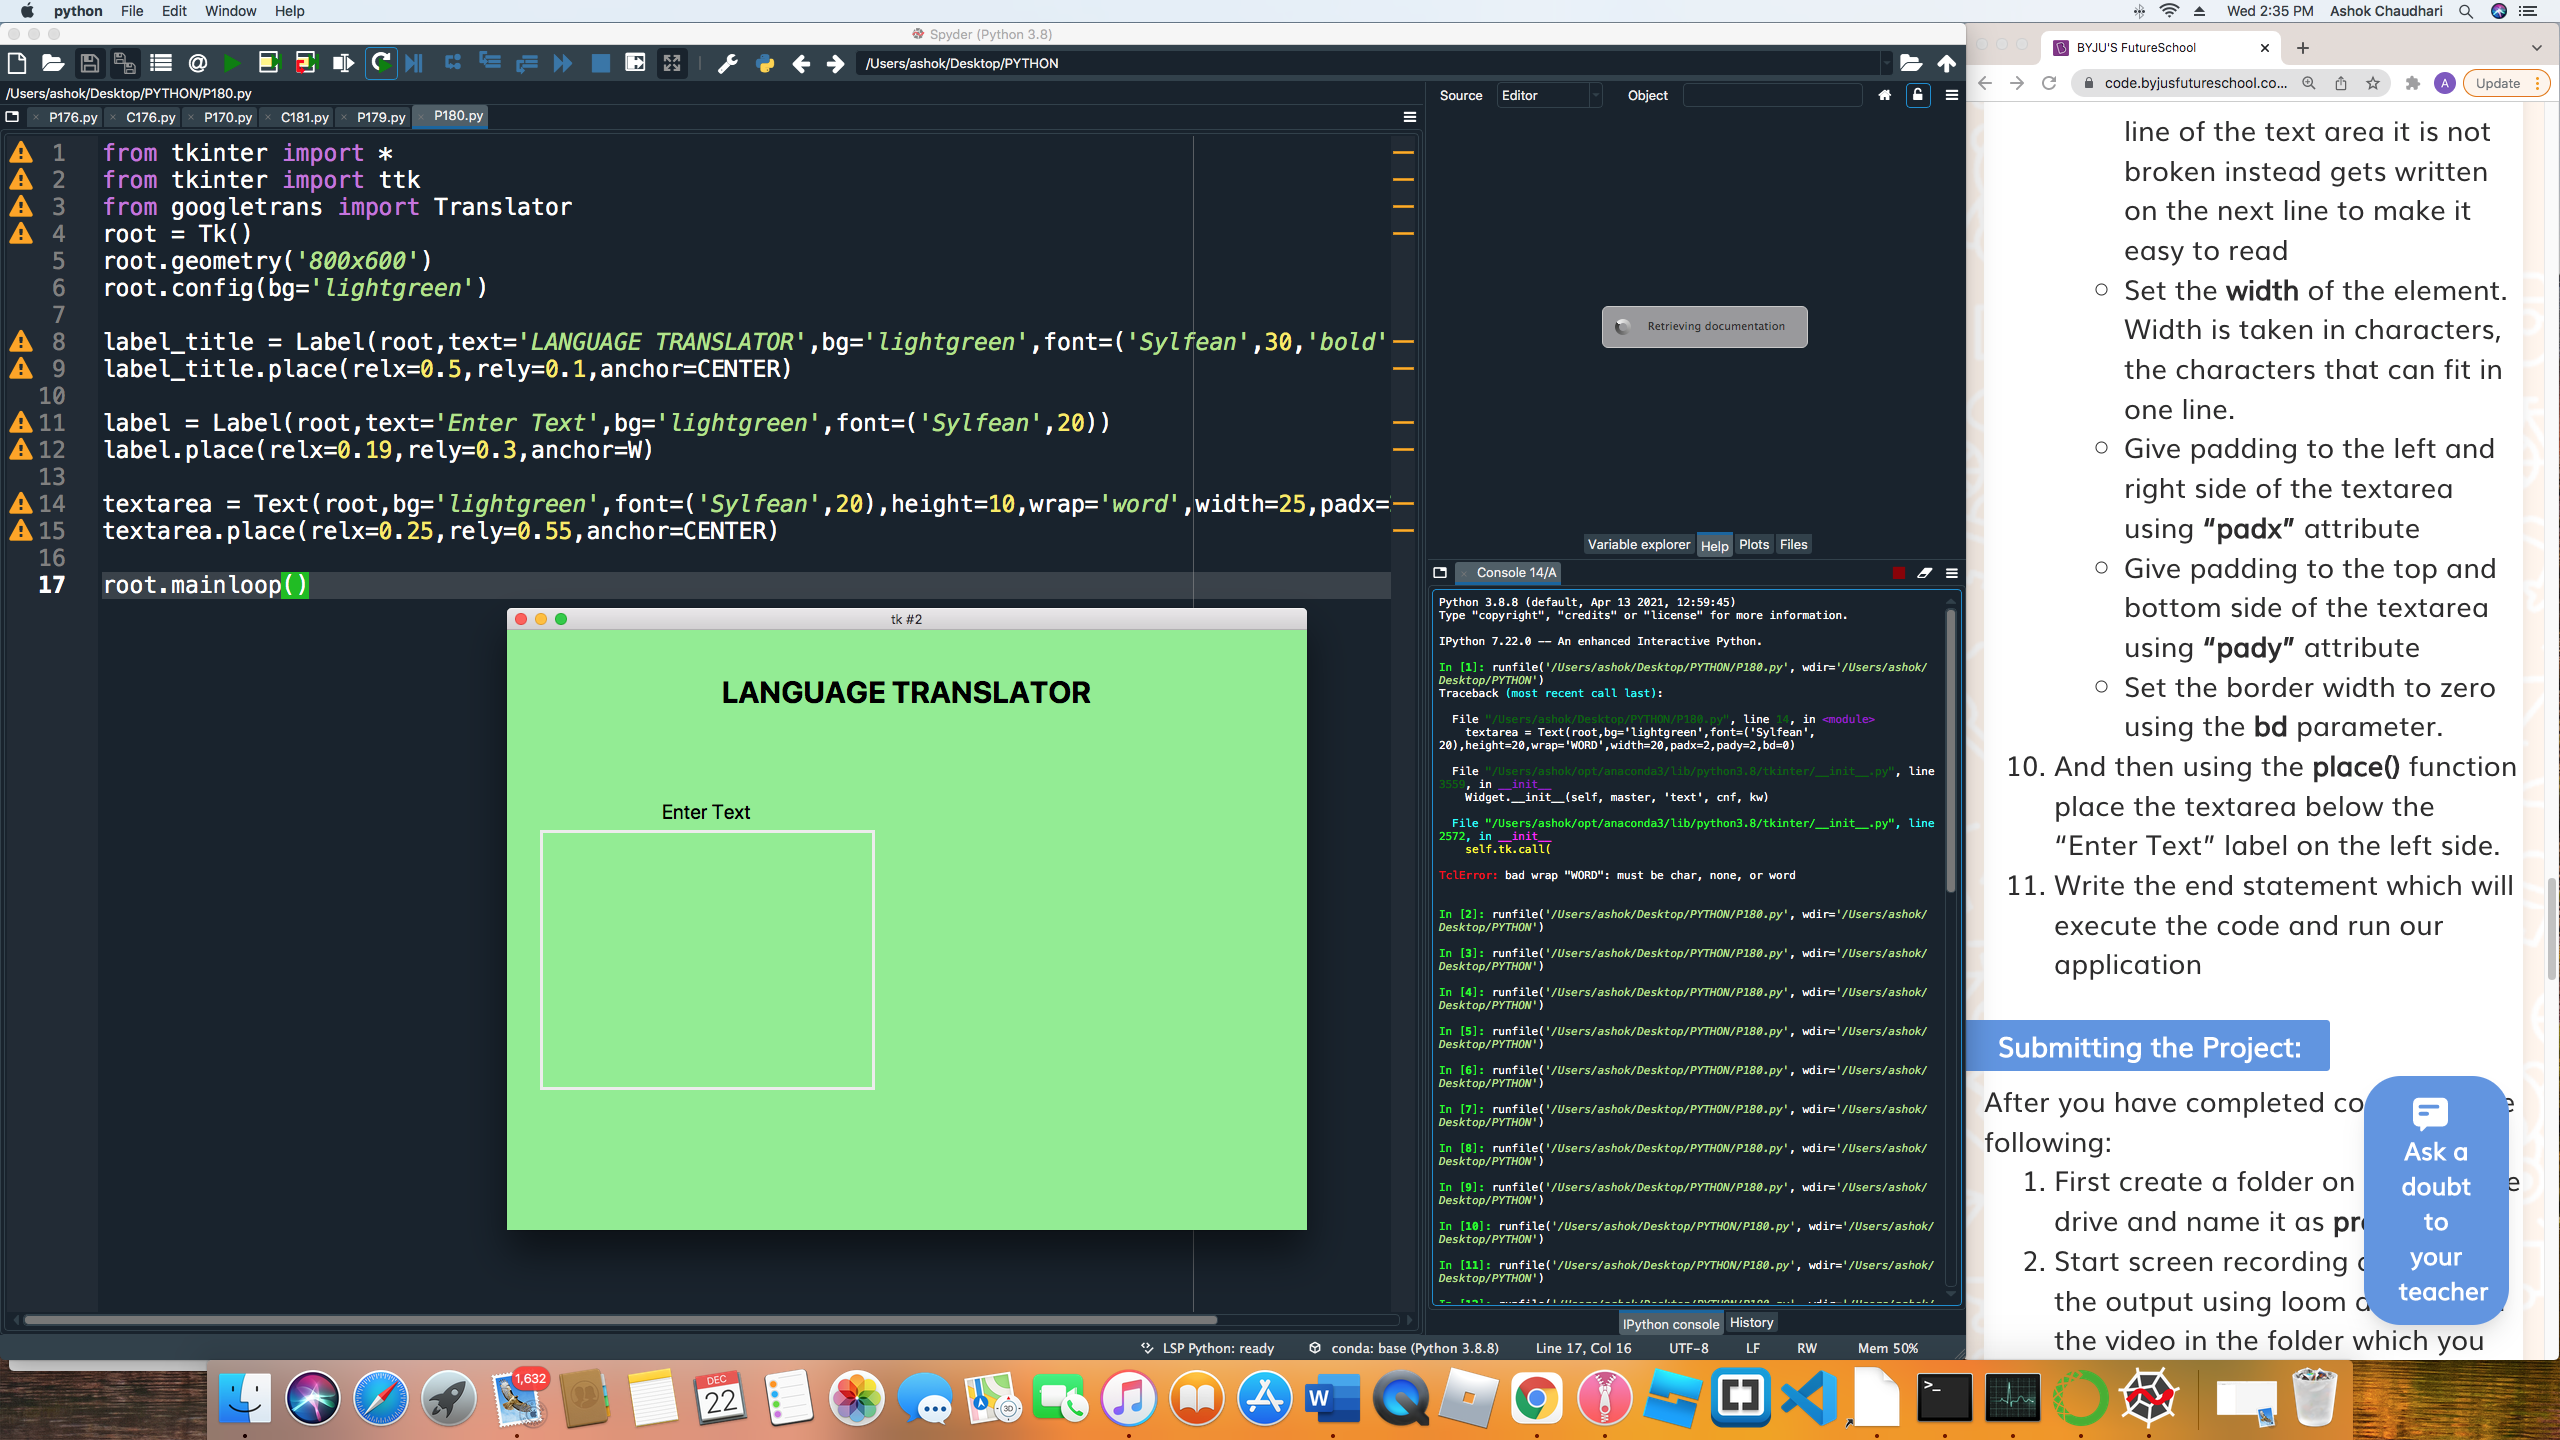 python File Edit Window Help
Wed 2:35 PM Ashok Chaudhari
Spyder (Python 3.8)
/Users/ashok/Desktop/PYTHON
/Users/ashok/Desktop/PYTHON/P180.py
P176.py C176.py P170.py C181.py P179.py P180.py
1 from tkinter import *
2 from tkinter import ttk
3 from googletrans import Translator
4 root = Tk()
5 root.geometry('800x600')
6 root.config(bg='lightgreen')
7
8 label_title = Label(root,text='LANGUAGE TRANSLATOR',bg='lightgreen',font=('Sylfean',30,'bold'
9 label_title.place(relx=0.5,rely=0.1,anchor=CENTER)
10
11 label = Label(root,text='Enter Text',bg='lightgreen',font=('Sylfean',20))
12 label.place(relx=0.19,rely=0.3,anchor=W)
13
14 textarea = Text(root,bg='lightgreen',font=('Sylfean',20),height=10,wrap='word',width=25,padx=
15 textarea.place(relx=0.25,rely=0.55,anchor=CENTER)
16
17 root.mainloop()
tk #2
LANGUAGE TRANSLATOR
Enter Text
Source Editor Object
Retrieving documentation
Variable explorer Help Plots Files
Console 14/A
Python 3.8.8 (default, Apr 13 2021, 12:59:45)
Type "copyright", "credits" or "license" for more information.
IPython 7.22.0 -- An enhanced Interactive Python.
In [1]: runfile('/Users/ashok/Desktop/PYTHON/P180.py', wdir='/Users/ashok/
Desktop/PYTHON')
Traceback (most recent call last):
File "/Users/ashok/Desktop/PYTHON/P180.py", line 14, in <module>
textarea = Text(root,bg='lightgreen',font=('Sylfean',
20),height=20,wrap='WORD',width=20,padx=2,pady=2,bd=0)
File "/Users/ashok/opt/anaconda3/lib/python3.8/tkinter/__init__.py", line
3559, in __init__
Widget.__init__(self, master, 'text', cnf, kw)
File "/Users/ashok/opt/anaconda3/lib/python3.8/tkinter/__init__.py", line
2572, in __init__
self.tk.call(
TclError: bad wrap "WORD": must be char, none, or word
In [2]: runfile('/Users/ashok/Desktop/PYTHON/P180.py', wdir='/Users/ashok/
Desktop/PYTHON')
In [3]: runfile('/Users/ashok/Desktop/PYTHON/P180.py', wdir='/Users/ashok/
Desktop/PYTHON')
In [4]: runfile('/Users/ashok/Desktop/PYTHON/P180.py', wdir='/Users/ashok/
Desktop/PYTHON')
In [5]: runfile('/Users/ashok/Desktop/PYTHON/P180.py', wdir='/Users/ashok/
Desktop/PYTHON')
In [6]: runfile('/Users/ashok/Desktop/PYTHON/P180.py', wdir='/Users/ashok/
Desktop/PYTHON')
In [7]: runfile('/Users/ashok/Desktop/PYTHON/P180.py', wdir='/Users/ashok/
Desktop/PYTHON')
In [8]: runfile('/Users/ashok/Desktop/PYTHON/P180.py', wdir='/Users/ashok/
Desktop/PYTHON')
In [9]: runfile('/Users/ashok/Desktop/PYTHON/P180.py', wdir='/Users/ashok/
Desktop/PYTHON')
In [10]: runfile('/Users/ashok/Desktop/PYTHON/P180.py', wdir='/Users/ashok/
Desktop/PYTHON')
In [11]: runfile('/Users/ashok/Desktop/PYTHON/P180.py', wdir='/Users/ashok/
Desktop/PYTHON')
IPython console History
LSP Python: ready conda: base (Python 3.8.8) Line 17, Col 16 UTF-8 LF RW Mem 50%
BYJU'S FutureSchool
code.byjusfutureschool.co... A Update
line of the text area it is not
broken instead gets written
on the next line to make it
easy to read
○ Set the width of the element.
Width is taken in characters,
the characters that can fit in
one line.
○ Give padding to the left and
right side of the textarea
using “padx” attribute
○ Give padding to the top and
bottom side of the textarea
using “pady” attribute
○ Set the border width to zero
using the bd parameter.
10. And then using the place() function
place the textarea below the
“Enter Text” label on the left side.
11. Write the end statement which will
execute the code and run our
application
Submitting the Project:
After you have completed co e
following:
1. First create a folder on e
drive and name it as pr
2. Start screen recording
the output using loom
the video in the folder which you
Ask a
doubt
to
your
teacher
1,632
DEC
22
3D
W
>_